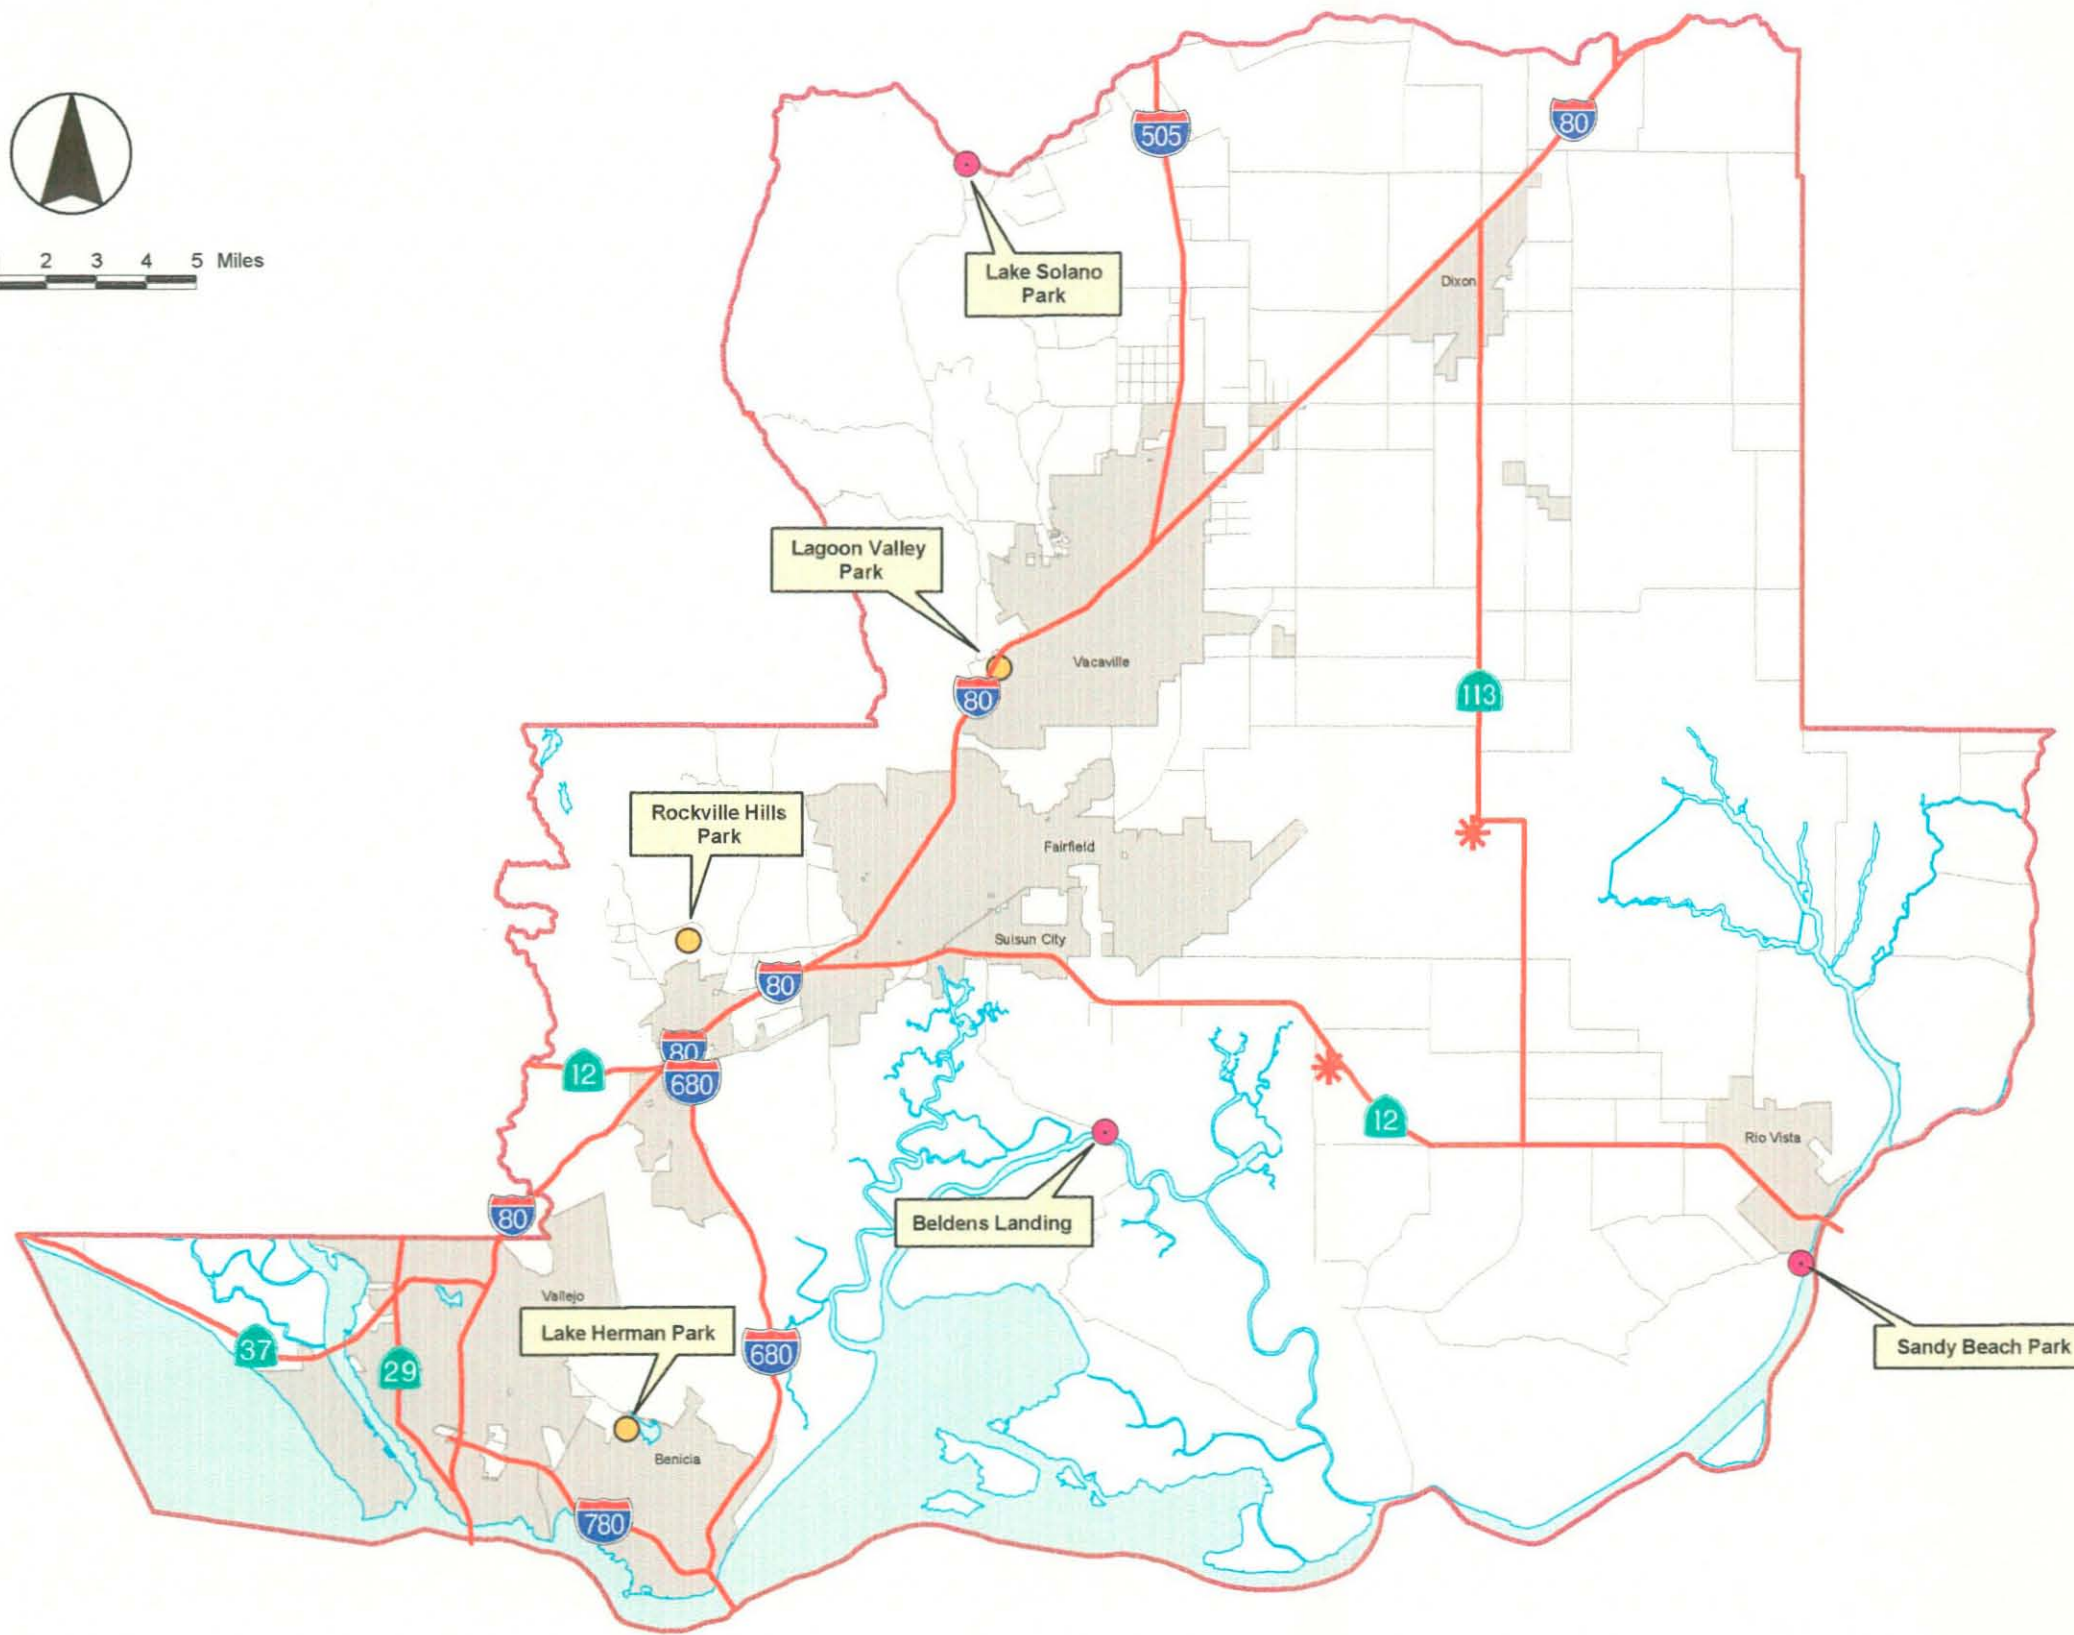 505
80
2 3 4 5 Miles
Lake Solano
Park
Dixon
Lagoon Valley
Park
Vacaville
80
113
Rockville Hills
Park
Fairfield
Suisun City
80
80
12
680
12
Rio Vista
80
Beldens Landing
Vallejo
Lake Herman Park
37
29
680
Sandy Beach Park
Benicia
780